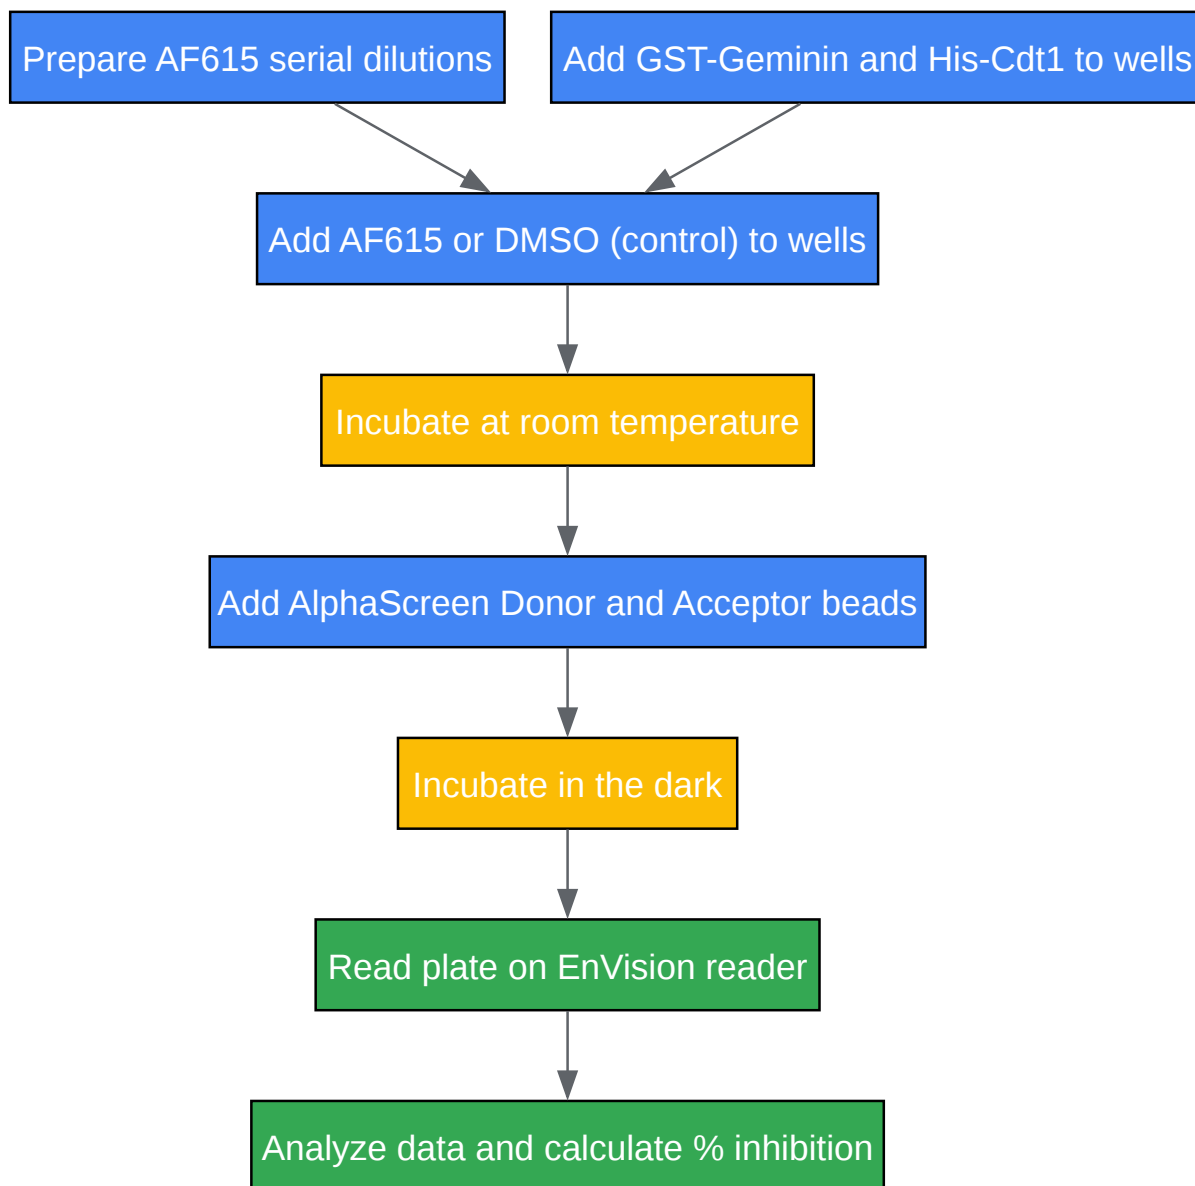 Prepare AF615 serial dilutions
Add GST-Geminin and His-Cdt1 to wells
Add AF615 or DMSO (control) to wells
Incubate at room temperature
Add AlphaScreen Donor and Acceptor beads
Incubate in the dark
Read plate on EnVision reader
Analyze data and calculate % inhibition